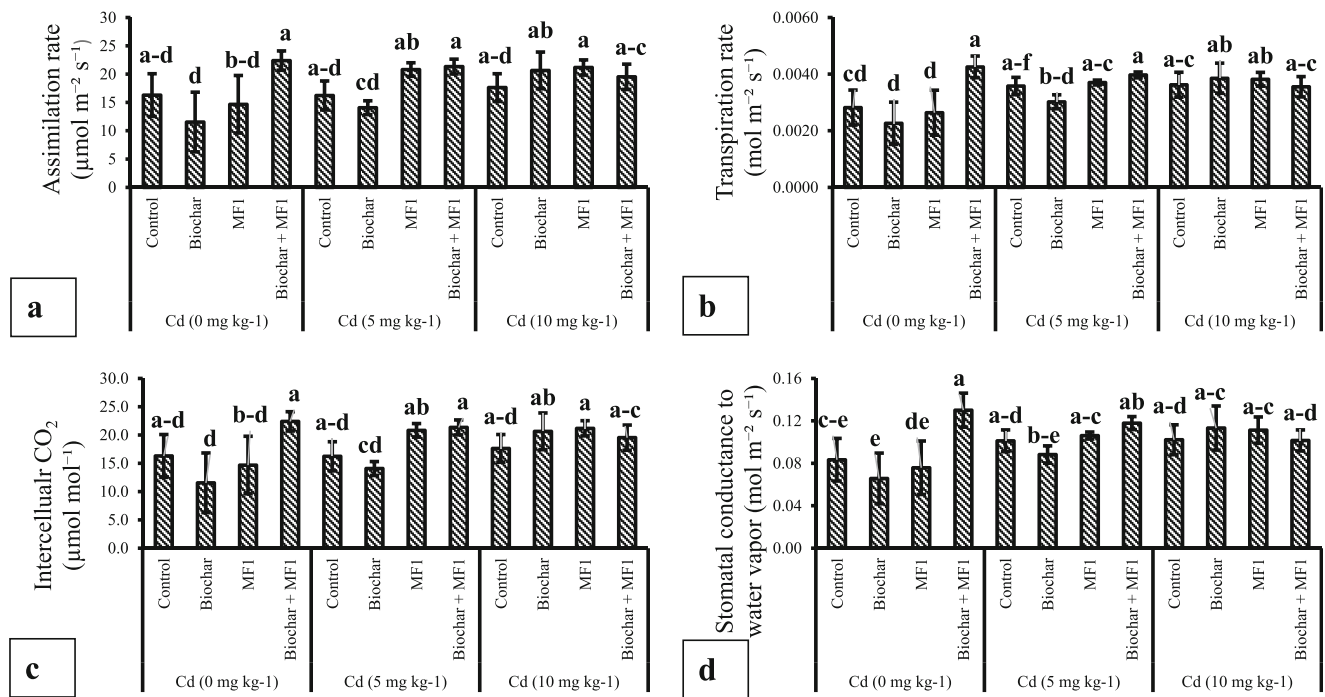 Assimilation rate
(μmol m⁻² s⁻¹)
30
25
20
15
10
5
0
a-d
d
b-d
a
a-d
cd
ab
a
a-d
ab
a
a-c
Control
Biochar
MF1
Biochar + MF1
Control
Biochar
MF1
Biochar + MF1
Control
Biochar
MF1
Biochar + MF1
Cd (0 mg kg-1)
Cd (5 mg kg-1)
Cd (10 mg kg-1)
a
Transpiration rate
(mol m⁻² s⁻¹)
0.0060
0.0040
0.0020
0.0000
cd
d
d
a
a-f
b-d
a-c
a
a-c
ab
ab
a-c
Control
Biochar
MF1
Biochar + MF1
Control
Biochar
MF1
Biochar + MF1
Control
Biochar
MF1
Biochar + MF1
Cd (0 mg kg-1)
Cd (5 mg kg-1)
Cd (10 mg kg-1)
b
Intercellualr CO₂
(μmol mol⁻¹)
30.0
25.0
20.0
15.0
10.0
5.0
0.0
a-d
d
b-d
a
a-d
cd
ab
a
a-d
ab
a
a-c
Control
Biochar
MF1
Biochar + MF1
Control
Biochar
MF1
Biochar + MF1
Control
Biochar
MF1
Biochar + MF1
Cd (0 mg kg-1)
Cd (5 mg kg-1)
Cd (10 mg kg-1)
c
Stomatal conductance to
water vapor (mol m⁻² s⁻¹)
0.16
0.12
0.08
0.04
0.00
c-e
e
de
a
a-d
b-e
a-c
ab
a-d
a-c
a-c
a-d
Control
Biochar
MF1
Biochar + MF1
Control
Biochar
MF1
Biochar + MF1
Control
Biochar
MF1
Biochar + MF1
Cd (0 mg kg-1)
Cd (5 mg kg-1)
Cd (10 mg kg-1)
d